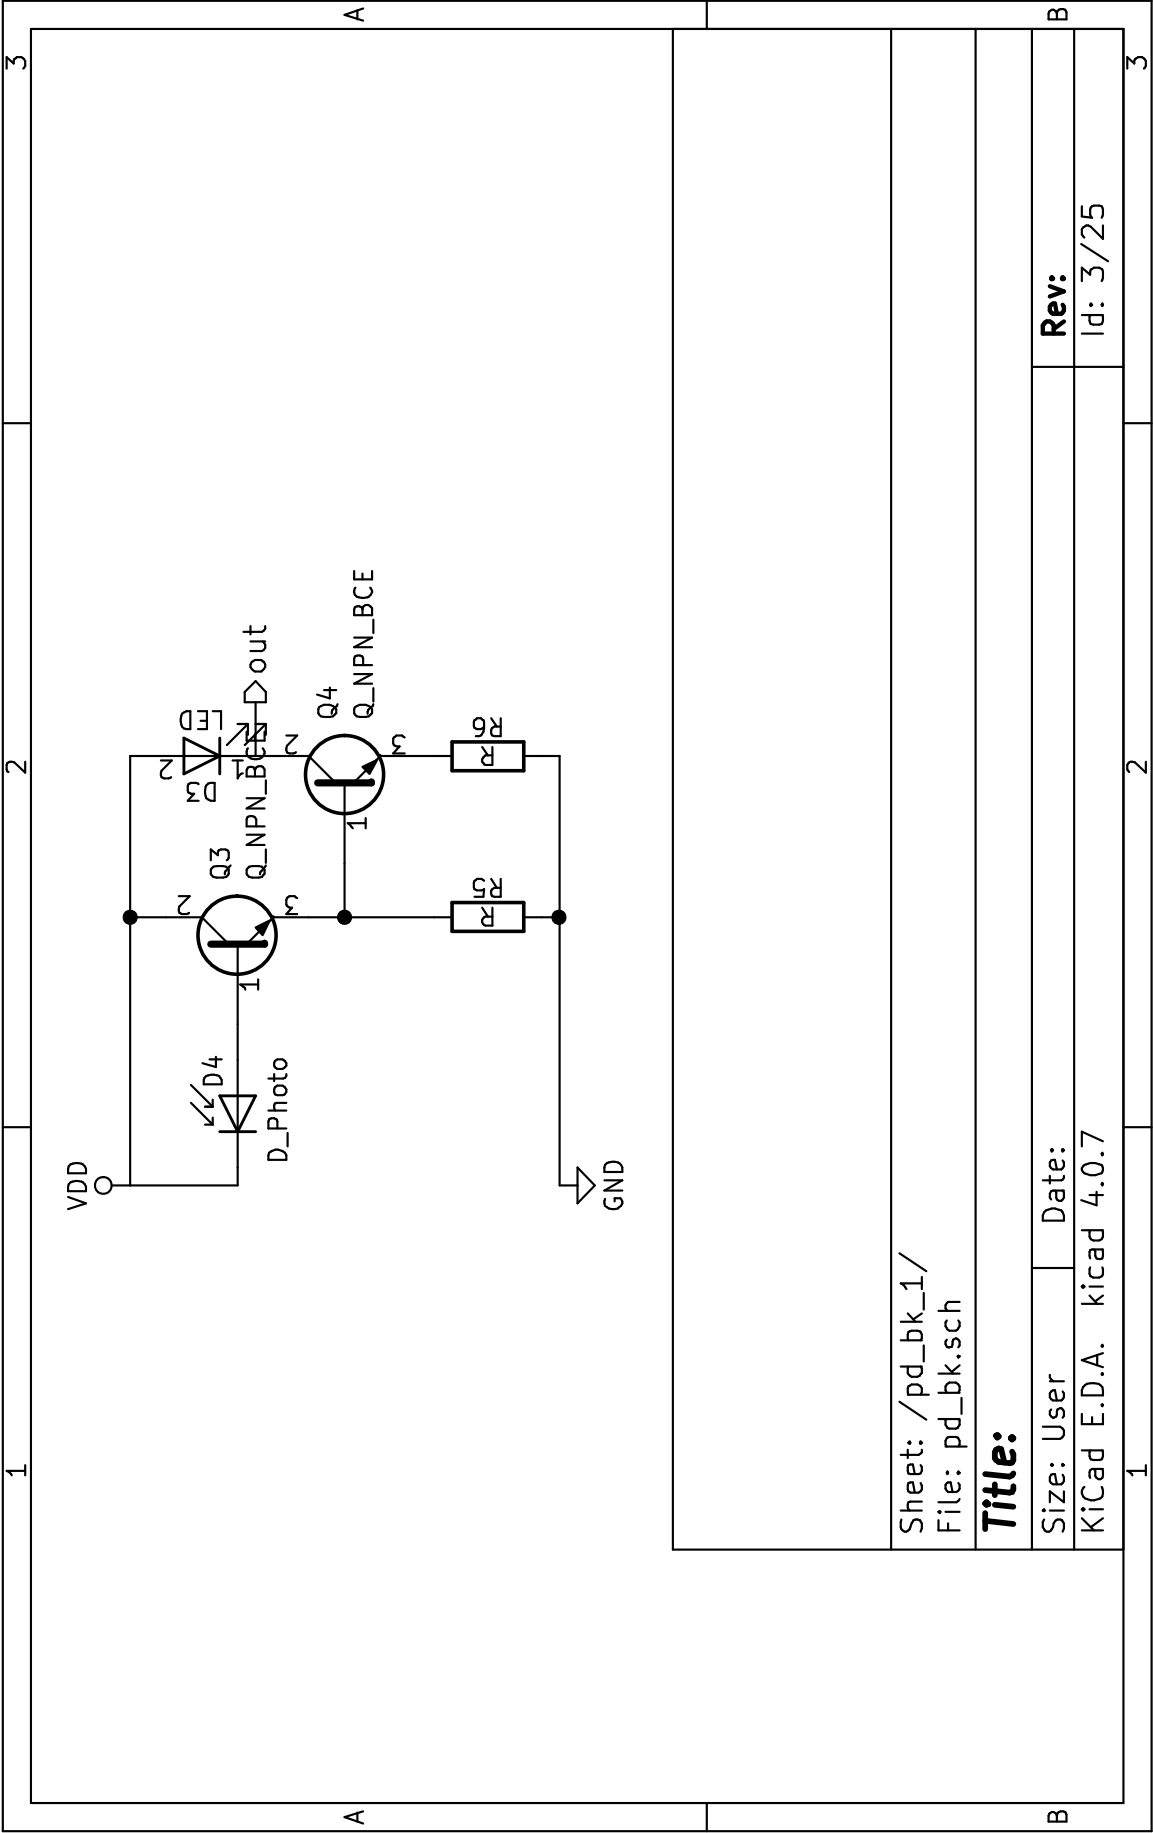 3
2
1
3
2
1
A
B
A
B
VDD
D4
D_Photo
GND
Q3
Q_NPN_BCE
1
2
3
LED
D3
2
1
out
Q4
Q_NPN_BCE
1
2
3
R5
R
R6
R
Sheet: /pd_bk_1/
File: pd_bk.sch
Title:
Size: User
Date:
Rev:
KiCad E.D.A. kicad 4.0.7
Id: 3/25